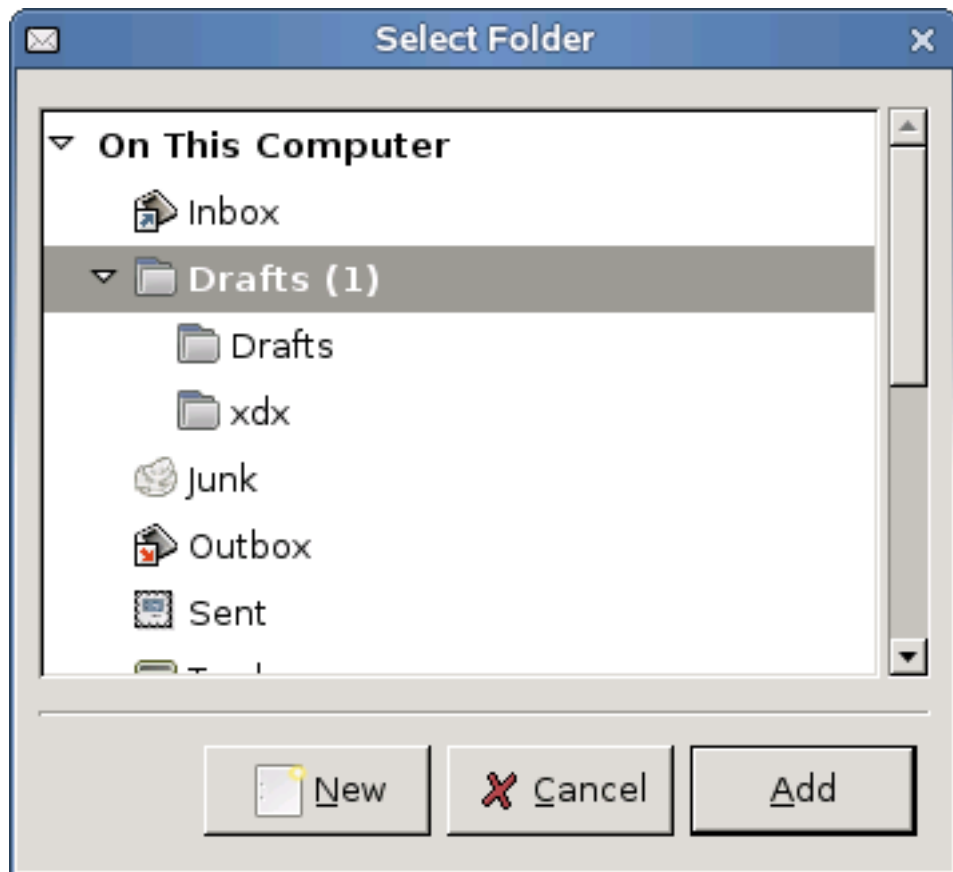 Select Folder
On This Computer
Inbox
Drafts (1)
Drafts
xdx
Junk
Outbox
Sent
New Cancel Add